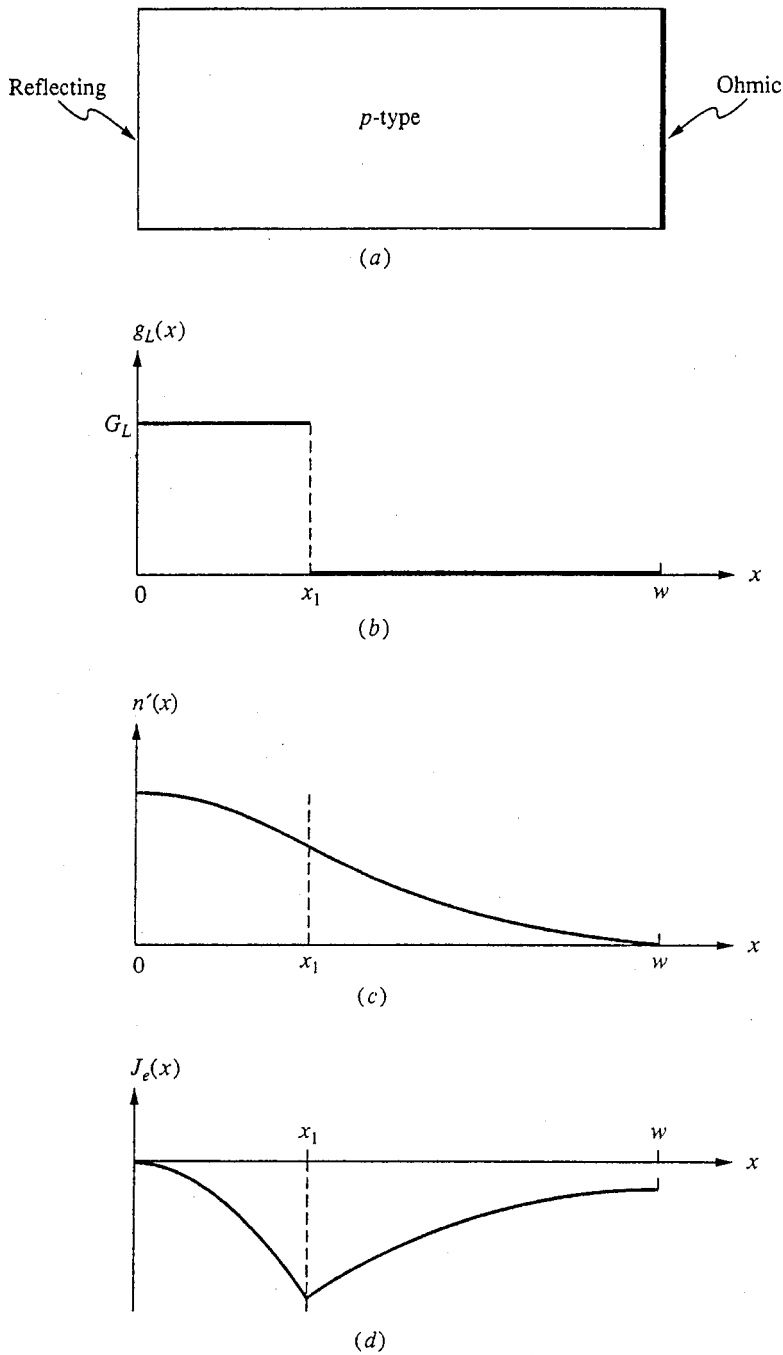 Reflecting
Ohmic
p-type
(a)
g_L(x)
G_L
0
x_1
w
x
(b)
n′(x)
0
x_1
w
x
(c)
J_e(x)
x_1
w
x
(d)